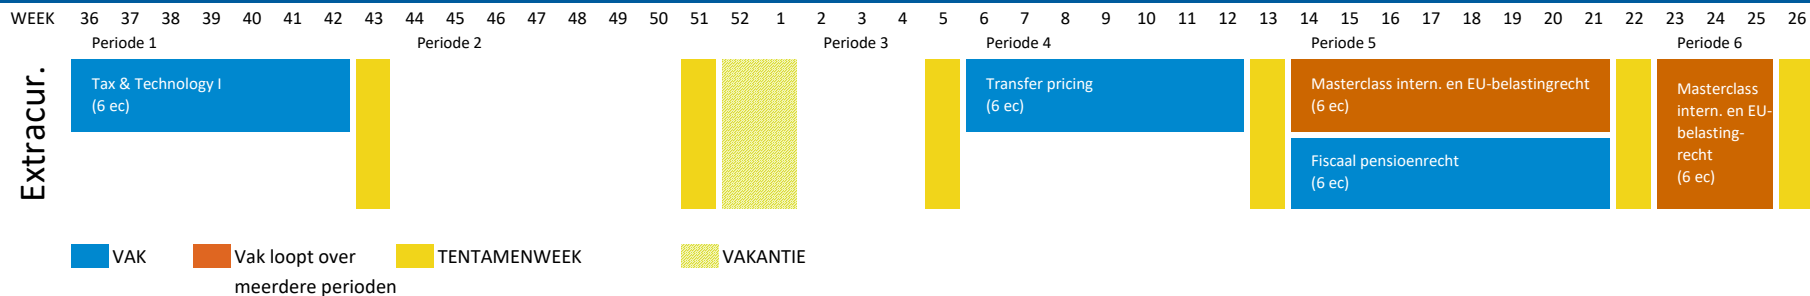 WEEK 36 37 38 39 40 41 42 43 44 45 46 47 48 49 50 51 52 1 2 3 4 5 6 7 8 9 10 11 12 13 14 15 16 17 18 19 20 21 22 23 24 25 26
Periode 1 Periode 2 Periode 3 Periode 4 Periode 5 Periode 6
Extracur.
Tax & Technology I
(6 ec)
Transfer pricing
(6 ec)
Masterclass intern. en EU-belastingrecht
(6 ec)
Fiscaal pensioenrecht
(6 ec)
Masterclass
intern. en EU-
belasting-
recht
(6 ec)
VAK
Vak loopt over
meerdere perioden
TENTAMENWEEK
VAKANTIE